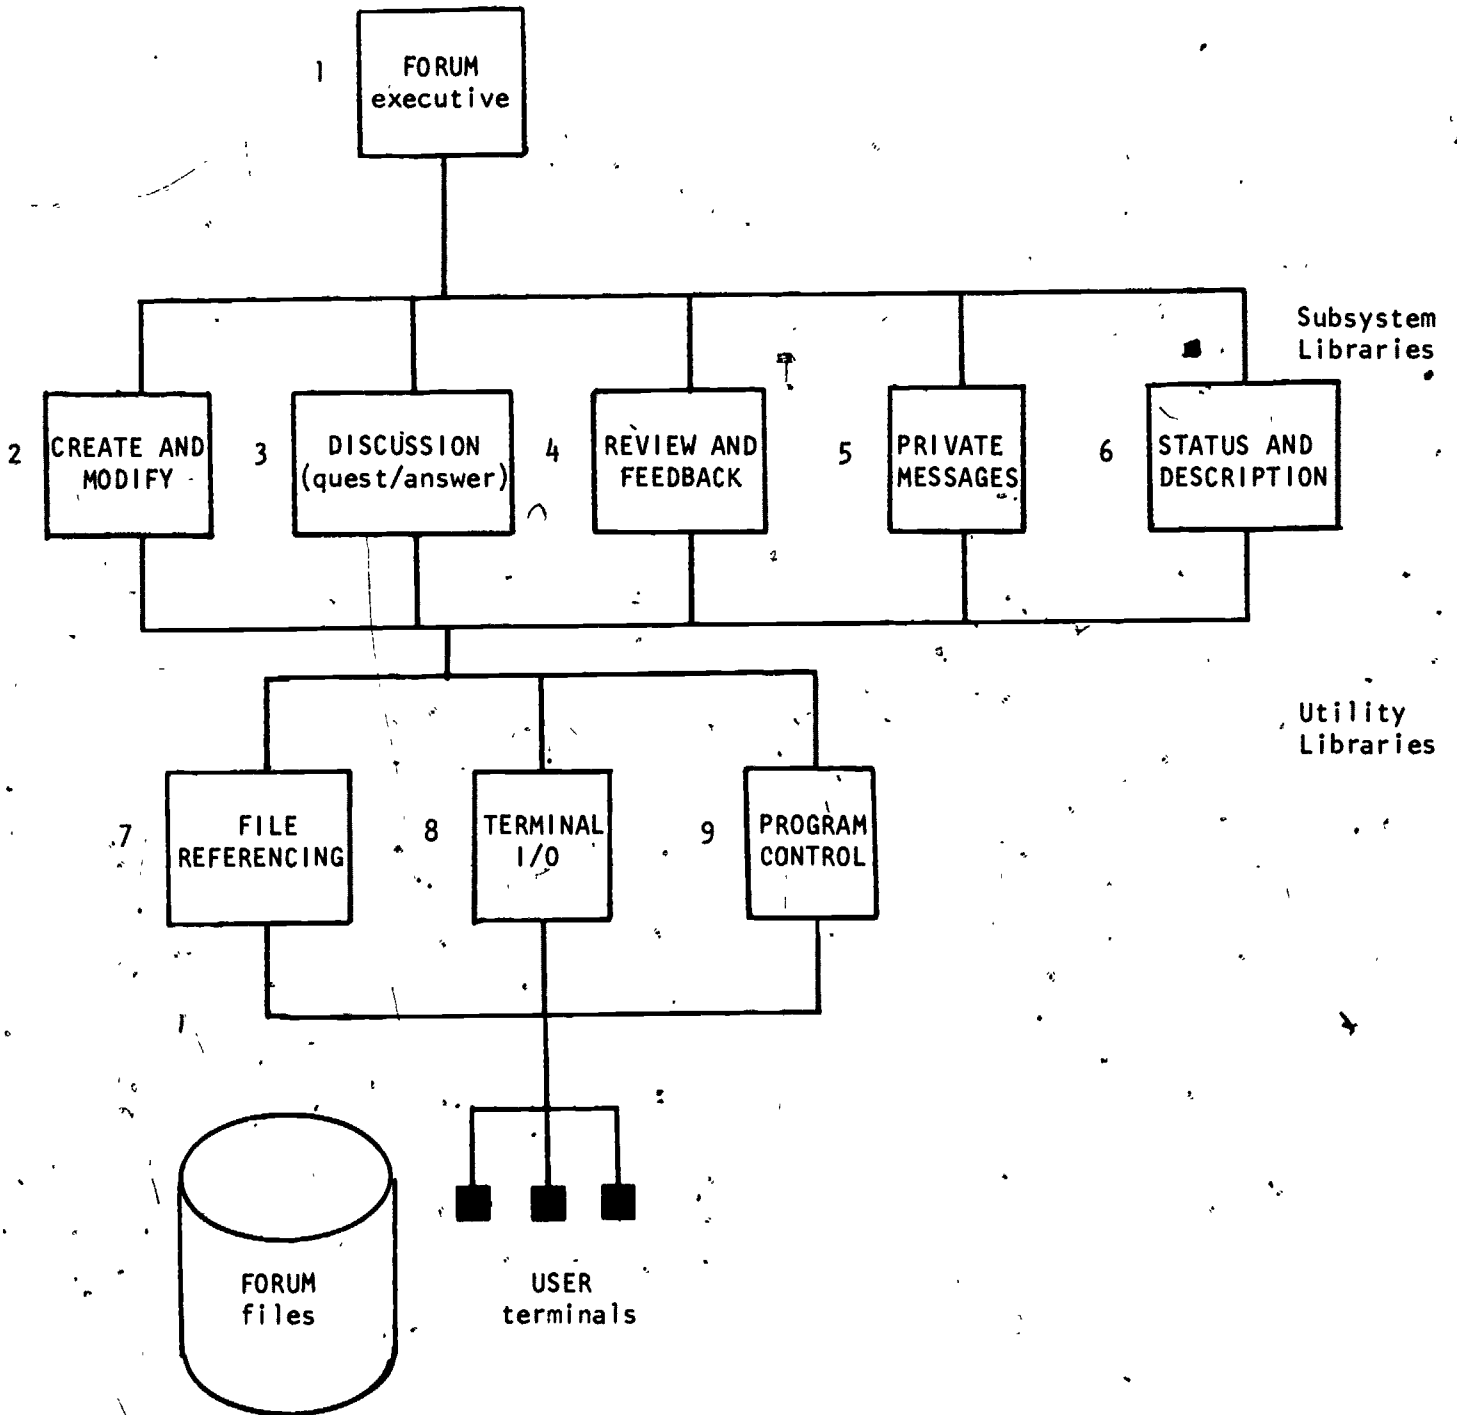 1
FORUM
executive
Subsystem
Libraries
2
CREATE AND
MODIFY
3
DISCUSSION
(quest/answer)
4
REVIEW AND
FEEDBACK
5
PRIVATE
MESSAGES
6
STATUS AND
DESCRIPTION
Utility
Libraries
7
FILE
REFERENCING
8
TERMINAL
I/O
9
PROGRAM
CONTROL
FORUM
files
USER
terminals